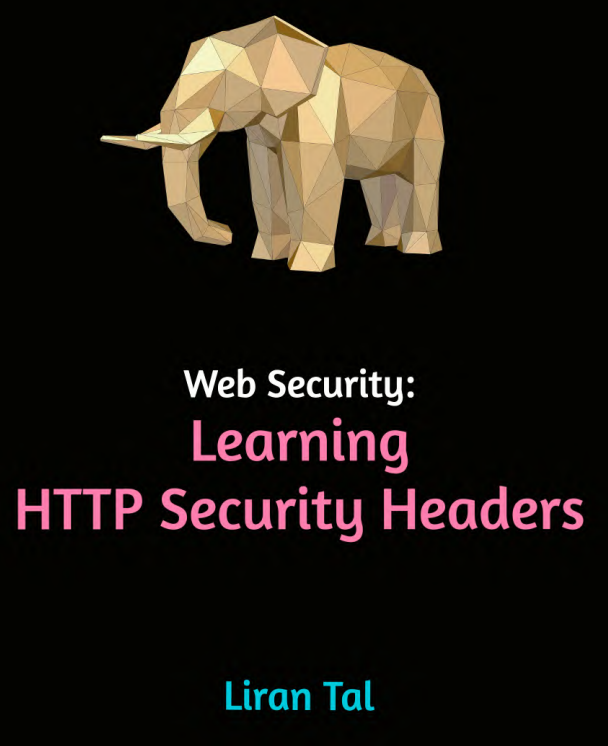 Web Security:
Learning
HTTP Security Headers
Liran Tal